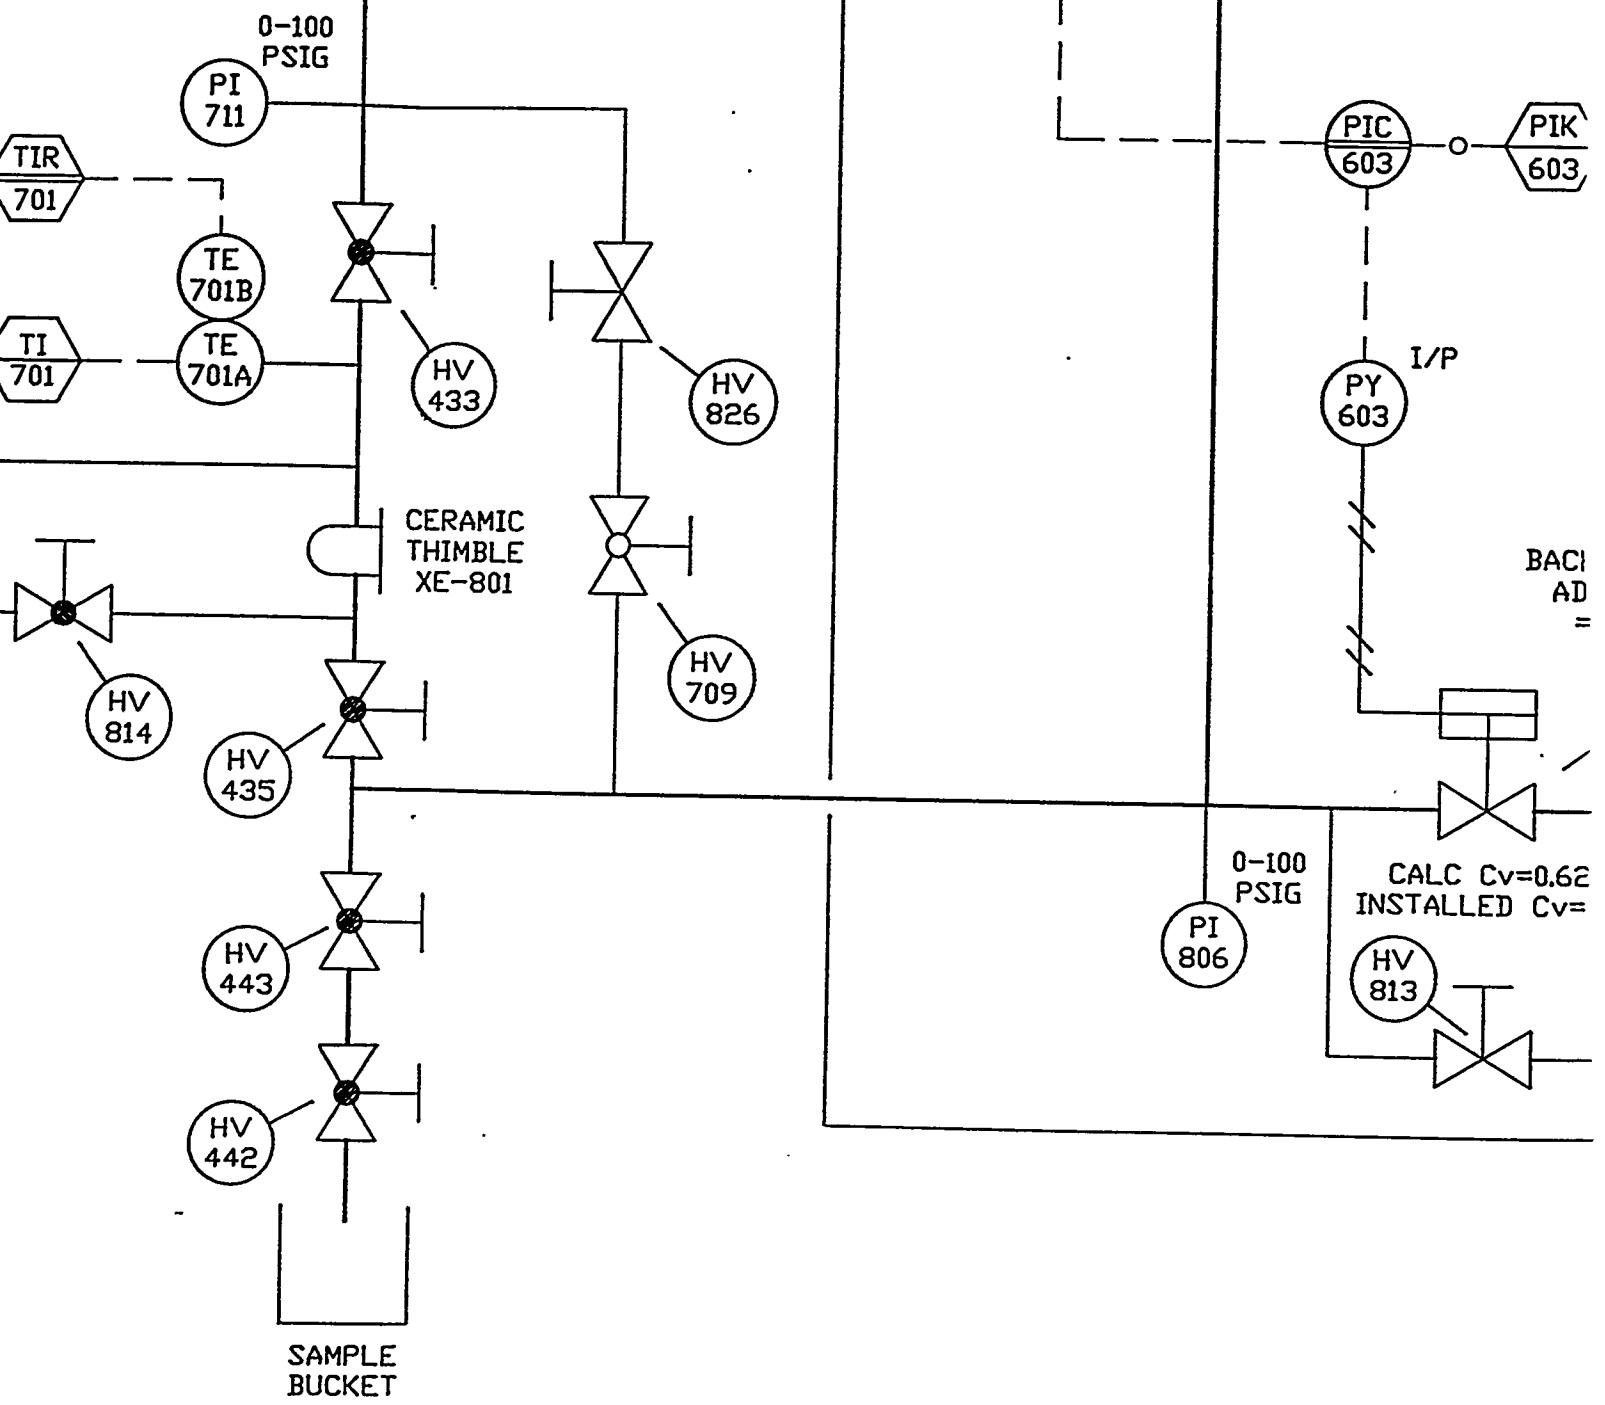 0-100
PSIG
PI
711
TIR
701
TE
701B
TI
701
TE
701A
HV
433
HV
826
PIC
603
PIK
603
I/P
PY
603
CERAMIC
THIMBLE
XE-801
HV
709
HV
814
HV
435
BAC
AD
=
0-100
PSIG
PI
806
CALC Cv=0.62
INSTALLED Cv=
HV
813
HV
443
HV
442
SAMPLE
BUCKET